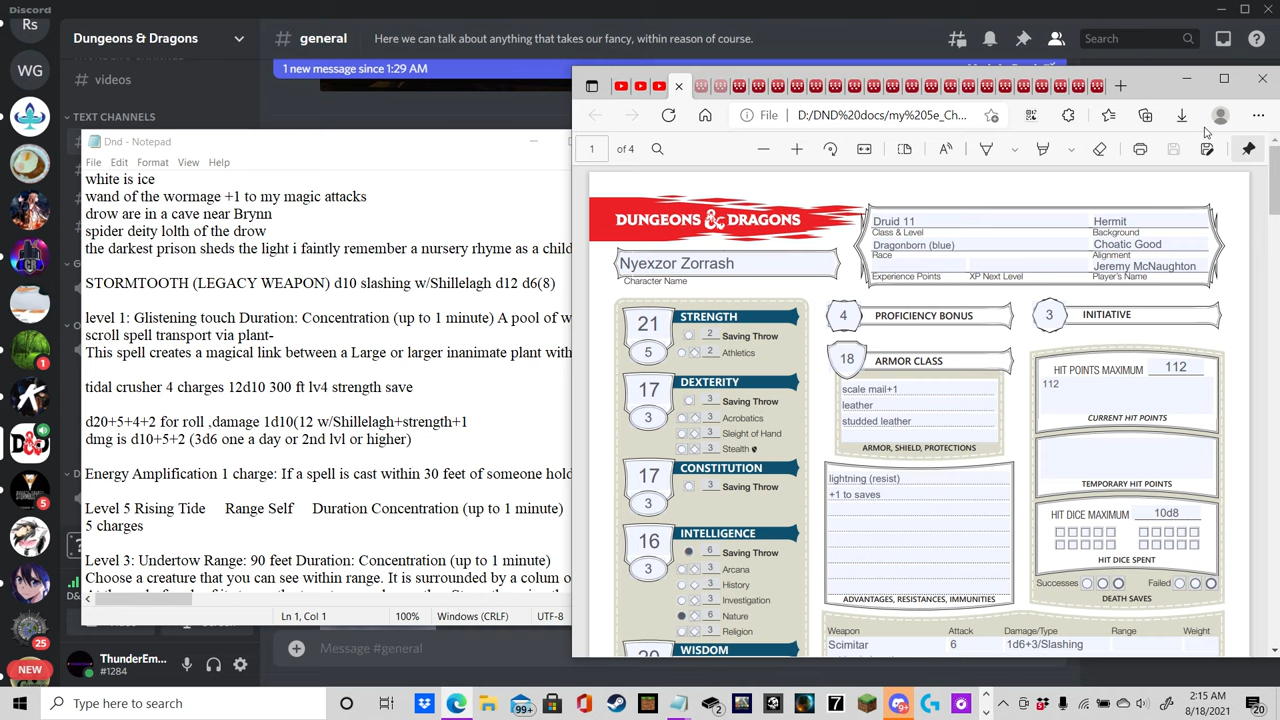 Discord
Rs
WG
1
5
25
NEW
Dungeons & Dragons
videos
TEXT CHANNELS
# general
Here we can talk about anything that takes our fancy, within reason of course.
Search
1 new message since 1:29 AM
Dnd - Notepad
File Edit Format View Help
white is ice
wand of the wormage +1 to my magic attacks
drow are in a cave near Brynn
spider deity lolth of the drow
the darkest prison sheds the light i faintly remember a nursery rhyme as a child
STORMTOOTH (LEGACY WEAPON) d10 slashing w/Shillelagh d12 d6(8)
level 1: Glistening touch Duration: Concentration (up to 1 minute) A pool of w
scroll spell transport via plant-
This spell creates a magical link between a Large or larger inanimate plant with
tidal crusher 4 charges 12d10 300 ft lv4 strength save
d20+5+4+2 for roll ,damage 1d10(12 w/Shillelagh+strength+1
dmg is d10+5+2 (3d6 one a day or 2nd lvl or higher)
Energy Amplification 1 charge: If a spell is cast within 30 feet of someone hold
Level 5 Rising Tide Range Self Duration Concentration (up to 1 minute)
5 charges
Level 3: Undertow Range: 90 feet Duration: Concentration (up to 1 minute)
Choose a creature that you can see within range. It is surrounded by a colum o
Ln 1, Col 1 100% Windows (CRLF) UTF-8
ThunderEm...
#1284
Message #general
File D:/DND%20docs/my%205e_Ch...
1 of 4
DUNGEONS & DRAGONS
Nyexzor Zorrash
Character Name
Druid 11 Hermit
Class & Level Background
Dragonborn (blue) Choatic Good
Race Alignment
Jeremy McNaughton
Experience Points XP Next Level Player's Name
21 STRENGTH
5
2 Saving Throw
2 Athletics
17 DEXTERITY
3
3 Saving Throw
3 Acrobatics
3 Sleight of Hand
3 Stealth
17 CONSTITUTION
3
3 Saving Throw
16 INTELLIGENCE
3
6 Saving Throw
3 Arcana
3 History
3 Investigation
6 Nature
3 Religion
20 WISDOM
4 PROFICIENCY BONUS
18 ARMOR CLASS
scale mail+1
leather
studded leather
ARMOR, SHIELD, PROTECTIONS
lightning (resist)
+1 to saves
ADVANTAGES, RESISTANCES, IMMUNITIES
3 INITIATIVE
HIT POINTS MAXIMUM 112
112
CURRENT HIT POINTS
TEMPORARY HIT POINTS
HIT DICE MAXIMUM 10d8
HIT DICE SPENT
Successes Failed
DEATH SAVES
Weapon Attack Damage/Type Range Weight
Scimitar 6 1d6+3/Slashing
Type here to search
99+
2
2:15 AM
8/18/2021
20